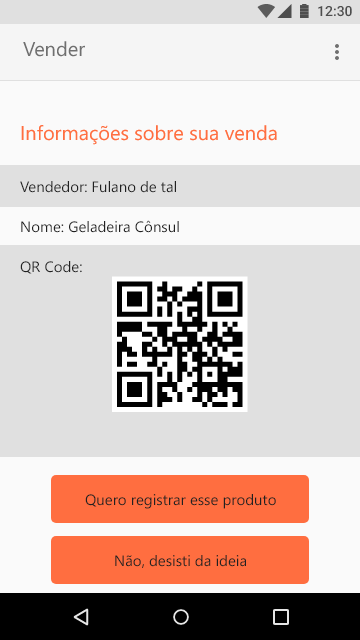 12:30
Vender
Informações sobre sua venda
Vendedor: Fulano de tal
Nome: Geladeira Cônsul
QR Code:
Quero registrar esse produto
Não, desisti da ideia